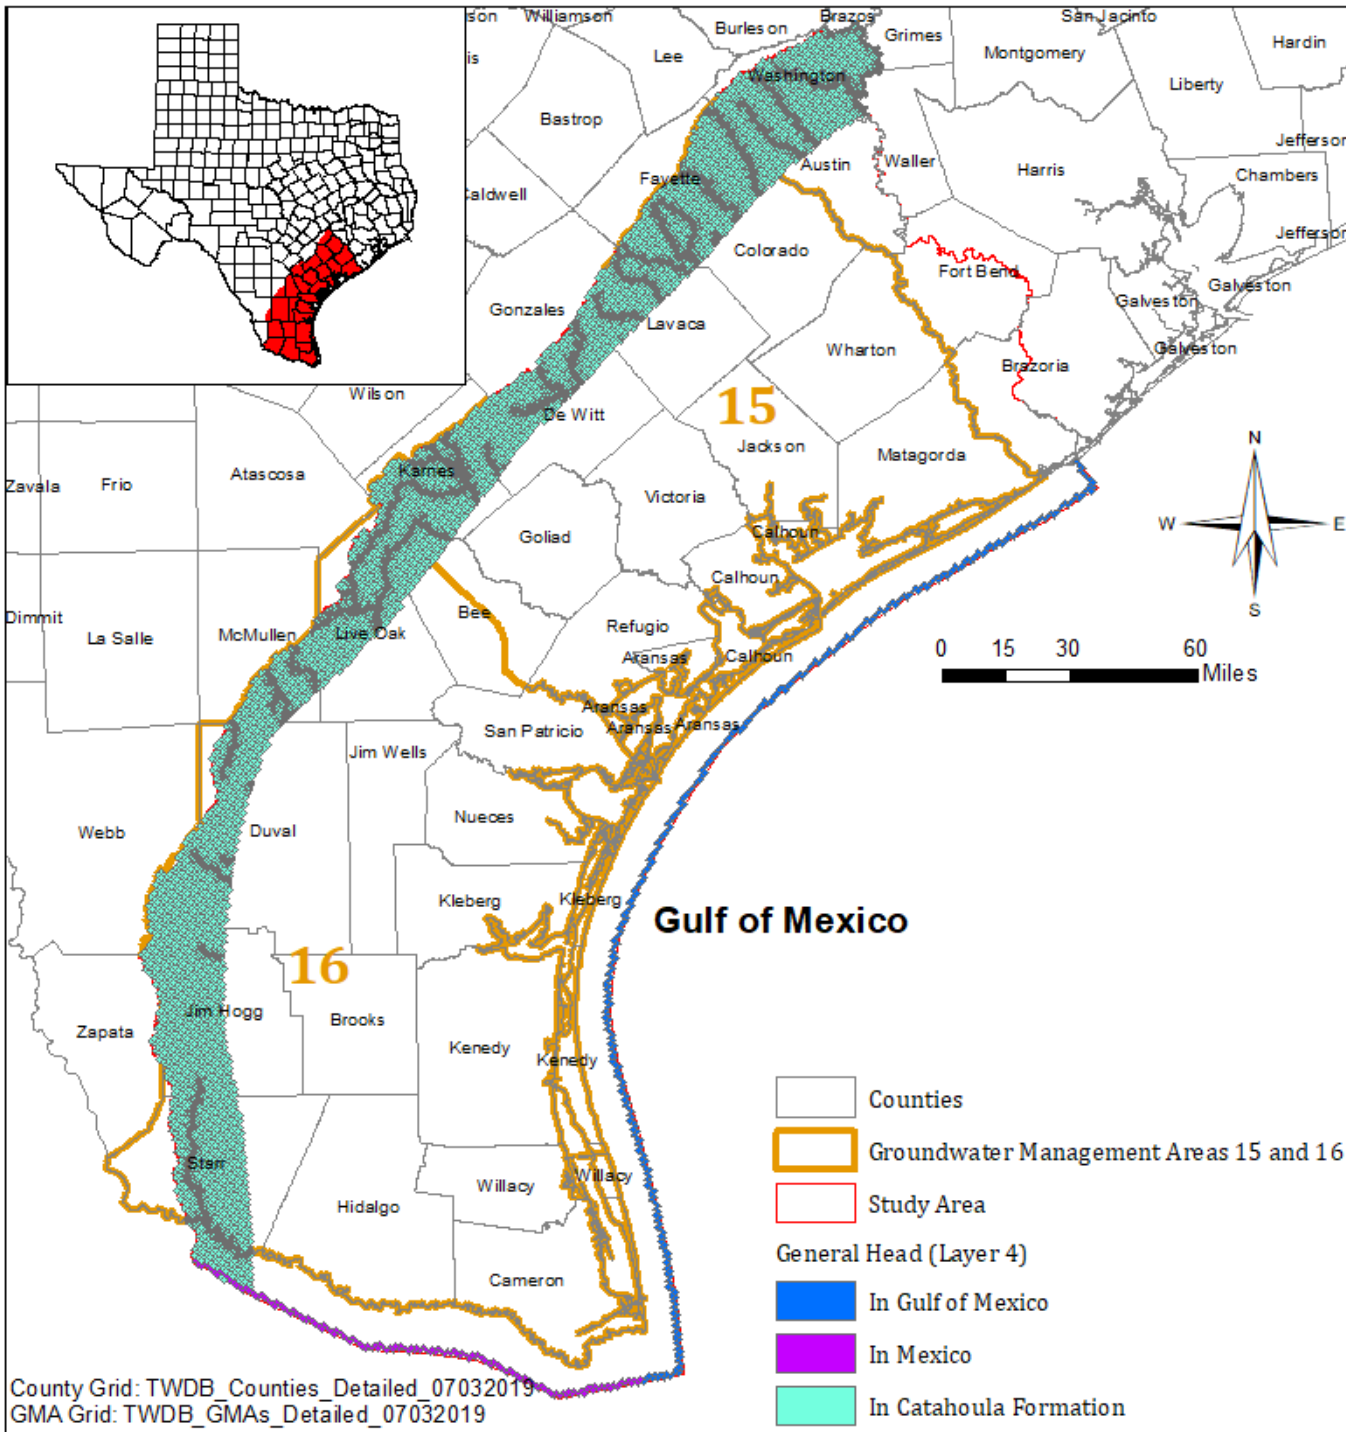 son
Williamson
Burleson
Brazos
Grimes
San Jacinto
Hardin
is
Lee
Montgomery
Washington
Liberty
Bastrop
Jefferson
Austin
Waller
Harris
Chambers
Fayette
Caldwell
Jefferson
Colorado
Fort Bend
Galveston
Galveston
Gonzales
Lavaca
Wharton
Galveston
Brazoria
Wilson
15
De Witt
Jackson
Matagorda
Karnes
Atascosa
Zavala
Frio
Victoria
N
W
E
S
Calhoun
Goliad
Calhoun
Bee
Dimmit
La Salle
McMullen
Live Oak
Refugio
Aransas
Calhoun
0 15 30 60
Miles
Aransas
Aransas
Aransas
San Patricio
Jim Wells
Nueces
Webb
Duval
Kleberg
Kleberg
Gulf of Mexico
16
Jim Hogg
Brooks
Zapata
Kenedy
Kenedy
Counties
Groundwater Management Areas 15 and 16
Starr
Willacy
Willacy
Hidalgo
Study Area
General Head (Layer 4)
Cameron
In Gulf of Mexico
In Mexico
In Catahoula Formation
County Grid: TWDB_Counties_Detailed_07032019
GMA Grid: TWDB_GMAs_Detailed_07032019